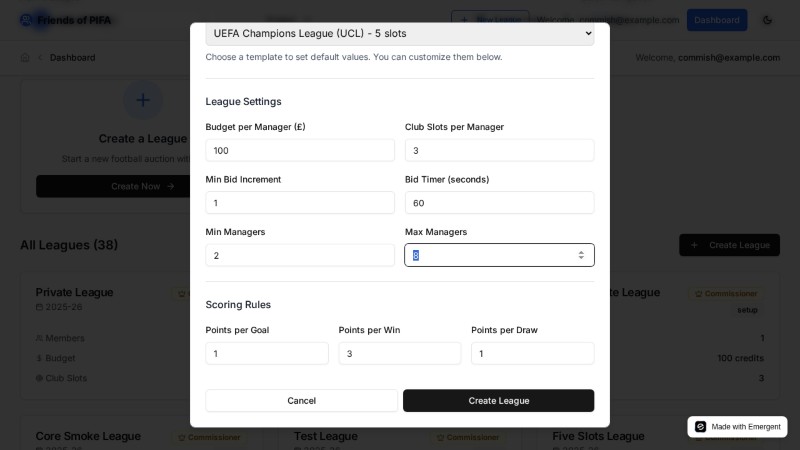 Friends of PIFA
New League
Welcome, commish@example.com
Dashboard
Dashboard
Welcome, commish@example.com
UEFA Champions League (UCL) - 5 slots
Choose a template to set default values. You can customize them below.
League Settings
Budget per Manager (£)
Club Slots per Manager
100
3
Min Bid Increment
Bid Timer (seconds)
1
60
Min Managers
Max Managers
2
8
Scoring Rules
Points per Goal
Points per Win
Points per Draw
1
3
1
Cancel
Create League
Create a League
Start a new football auction with
Create Now
All Leagues (38)
Create League
Private League
2025-26
Members
Budget
Club Slots
te League
Commissioner
setup
1
100 credits
3
Core Smoke League
Commissioner
Test League
Commissioner
Five Slots League
Commissioner
Made with Emergent